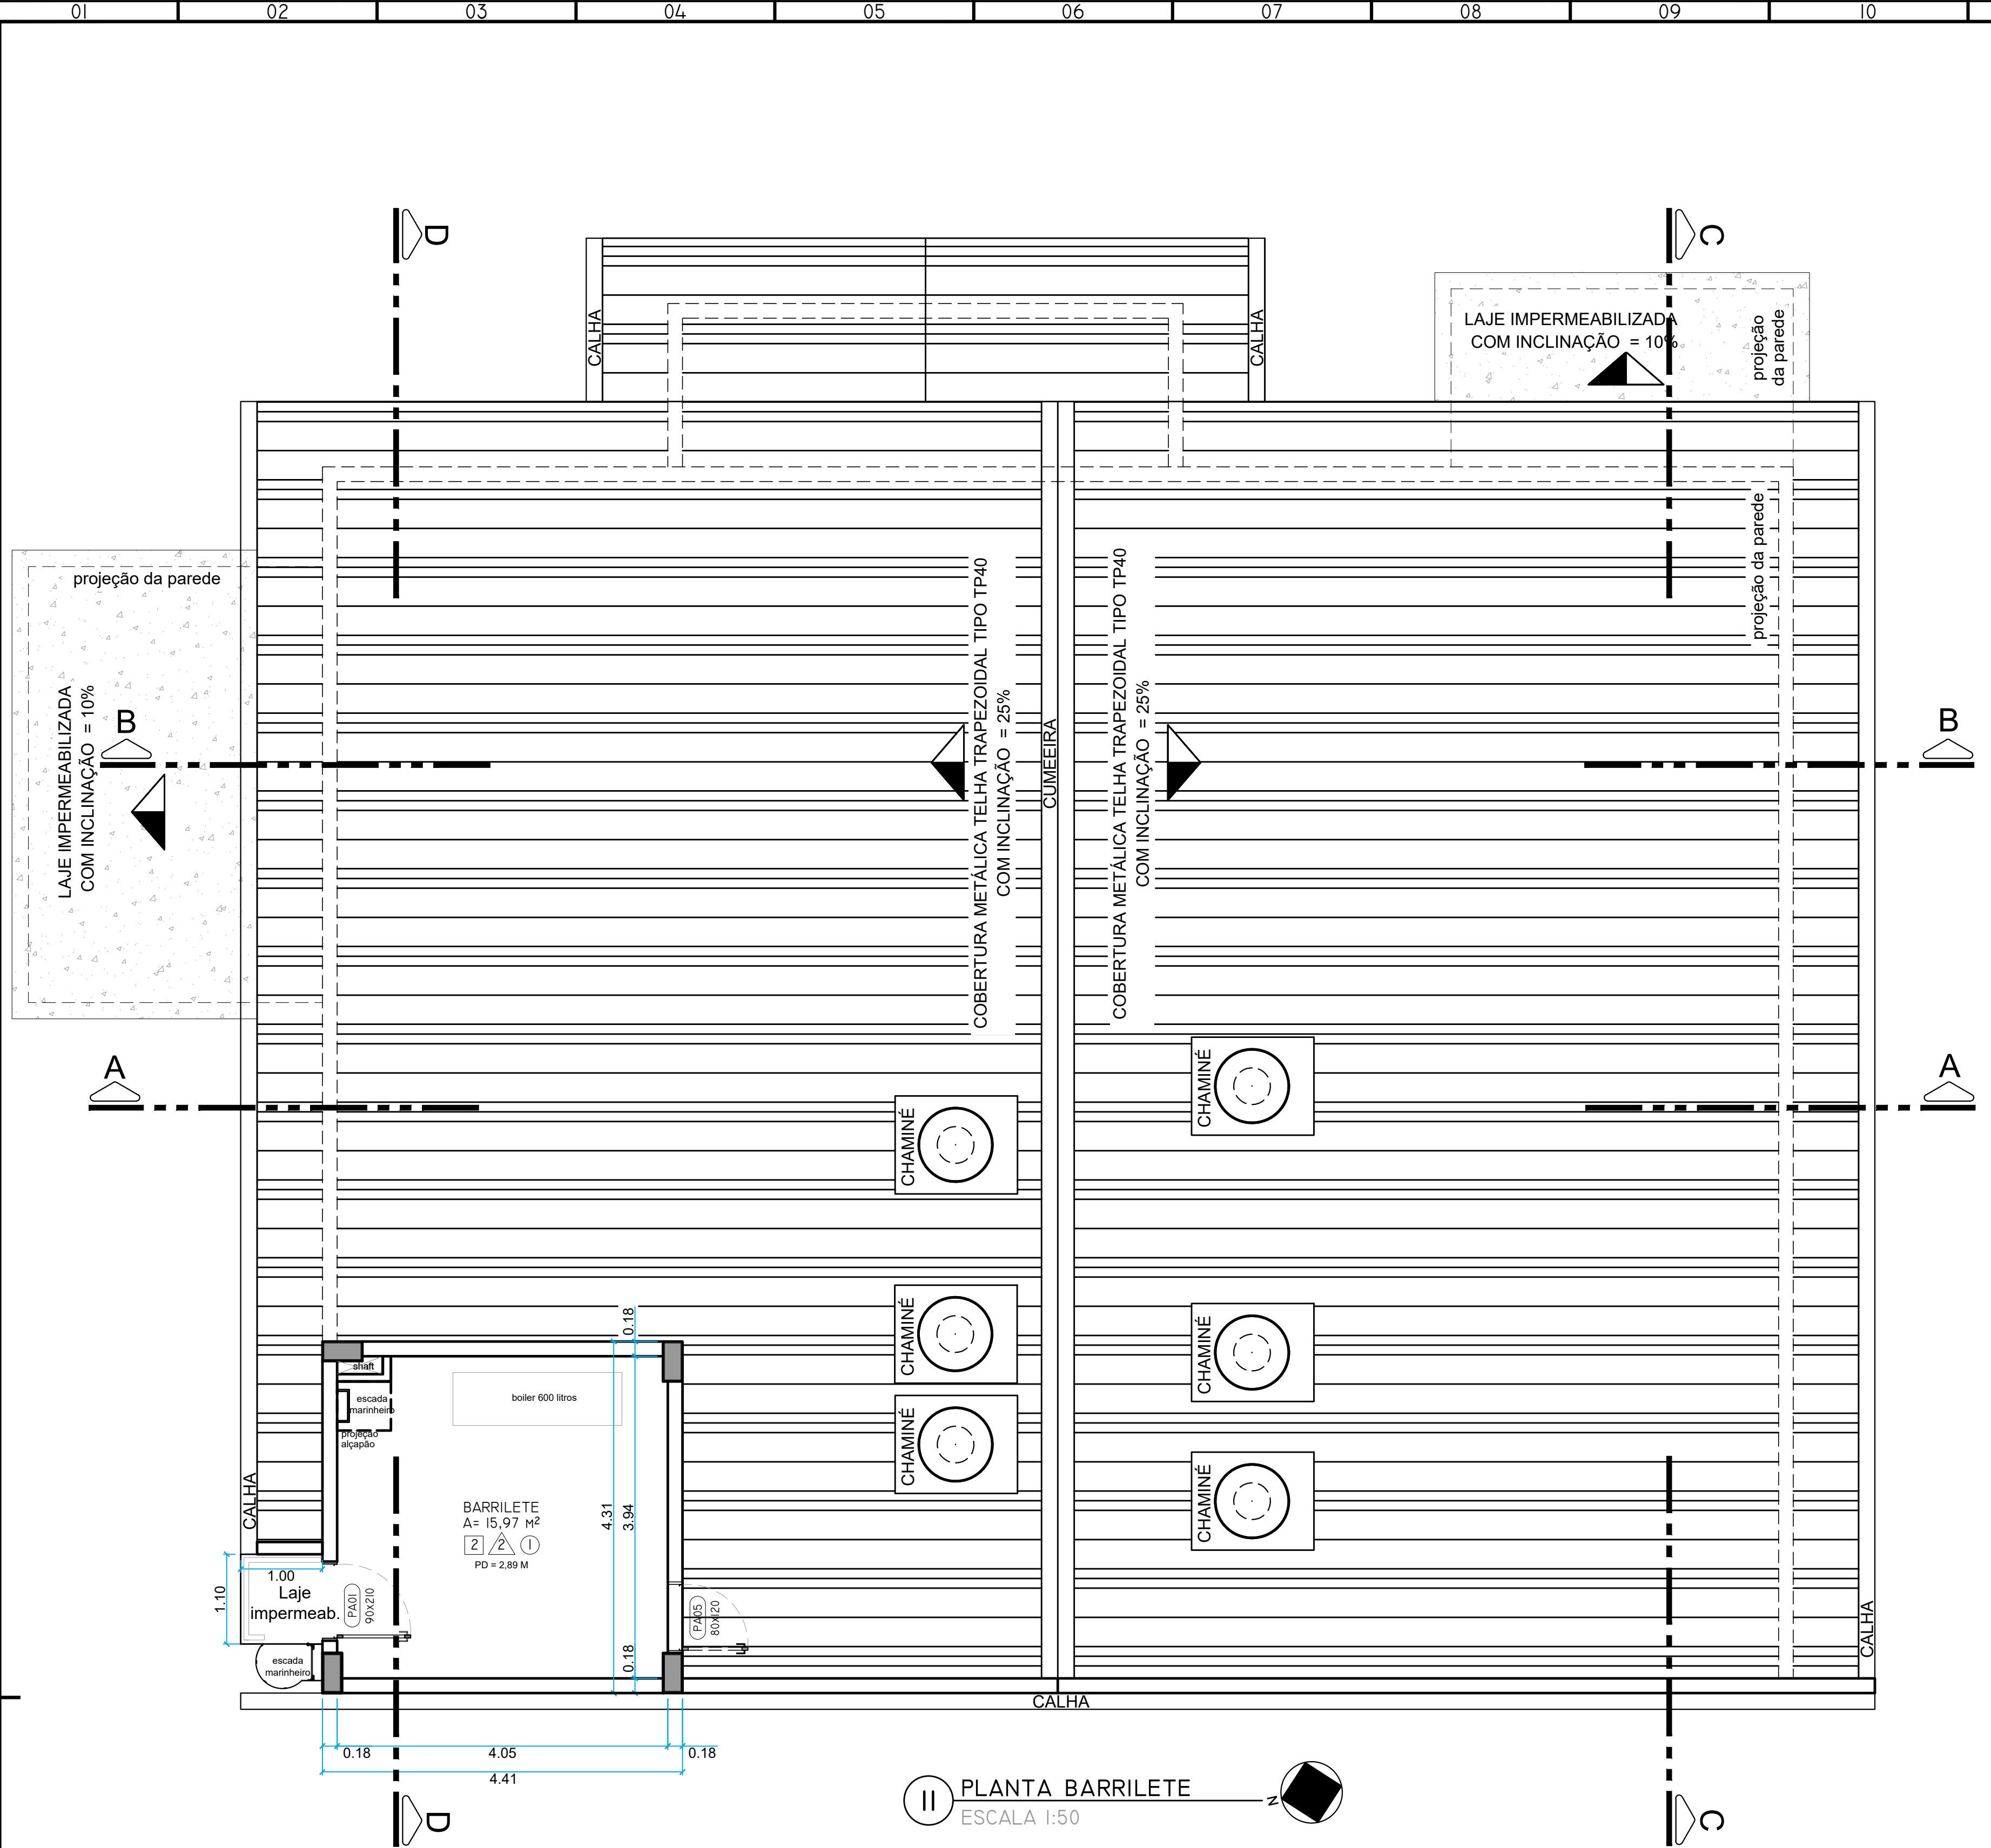 01 02 03 04 05 06 07 08 09 10
D
C
CALHA
CALHA
LAJE IMPERMEABILIZADA
COM INCLINAÇÃO = 10%
projeção
da parede
projeção da parede
projeção da parede
LAJE IMPERMEABILIZADA
COM INCLINAÇÃO = 10%
COBERTURA METÁLICA TELHA TRAPEZOIDAL TIPO TP40
COM INCLINAÇÃO = 25%
CUMEEIRA
COBERTURA METÁLICA TELHA TRAPEZOIDAL TIPO TP40
COM INCLINAÇÃO = 25%
B
B
A
A
CHAMINÉ
CHAMINÉ
CHAMINÉ
CHAMINÉ
CHAMINÉ
CHAMINÉ
0.18
shaft
escada
marinheiro
projeção
alçapão
boiler 600 litros
CALHA
BARRILETE
A= 15,97 M²
2 2 1
PD = 2,89 M
4.31
3.94
1.00
1.10
Laje
impermeab.
PA01
90x210
PA05
80x120
0.18
escada
marinheiro
CALHA
CALHA
0.18
4.05
0.18
4.41
D
C
11
PLANTA BARRILETE
ESCALA 1:50
N